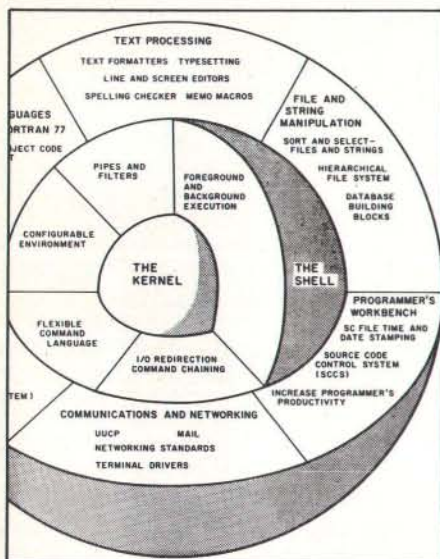 TEXT PROCESSING
TEXT FORMATTERS TYPESETTING
LINE AND SCREEN EDITORS
SPELLING CHECKER MEMO MACROS
GUAGES
ORTRAN 77
JECT CODE
T
FILE AND
STRING
MANIPULATION
SORT AND SELECT-
FILES AND STRINGS
HIERARCHICAL
FILE SYSTEM
DATABASE
BUILDING
BLOCKS
PIPES AND
FILTERS
FOREGROUND
AND
BACKGROUND
EXECUTION
CONFIGURABLE
ENVIRONMENT
THE
KERNEL
THE
SHELL
FLEXIBLE
COMMAND
LANGUAGE
I/O REDIRECTION
COMMAND CHAINING
PROGRAMMER'S
WORKBENCH
SC FILE TIME AND
DATE STAMPING
SOURCE CODE
CONTROL SYSTEM
(SCCS)
INCREASE PROGRAMMER'S
PRODUCTIVITY
TEM)
COMMUNICATIONS AND NETWORKING
UUCP MAIL
NETWORKING STANDARDS
TERMINAL DRIVERS